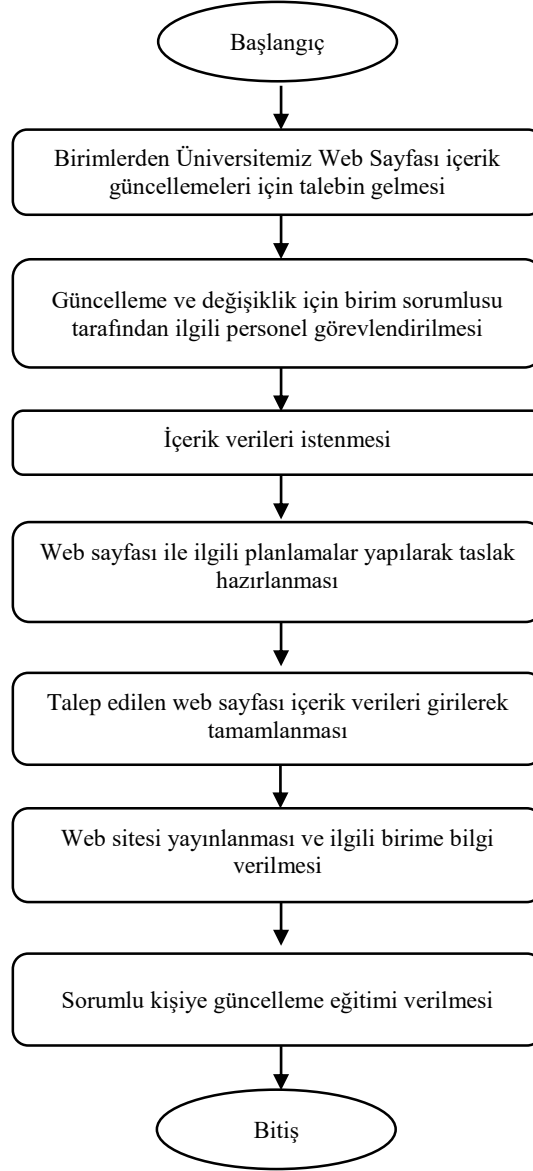 Başlangıç
Birimlerden Üniversitemiz Web Sayfası içerik
güncellemeleri için talebin gelmesi
Güncelleme ve değişiklik için birim sorumlusu
tarafından ilgili personel görevlendirilmesi
İçerik verileri istenmesi
Web sayfası ile ilgili planlamalar yapılarak taslak
hazırlanması
Talep edilen web sayfası içerik verileri girilerek
tamamlanması
Web sitesi yayınlanması ve ilgili birime bilgi
verilmesi
Sorumlu kişiye güncelleme eğitimi verilmesi
Bitiş